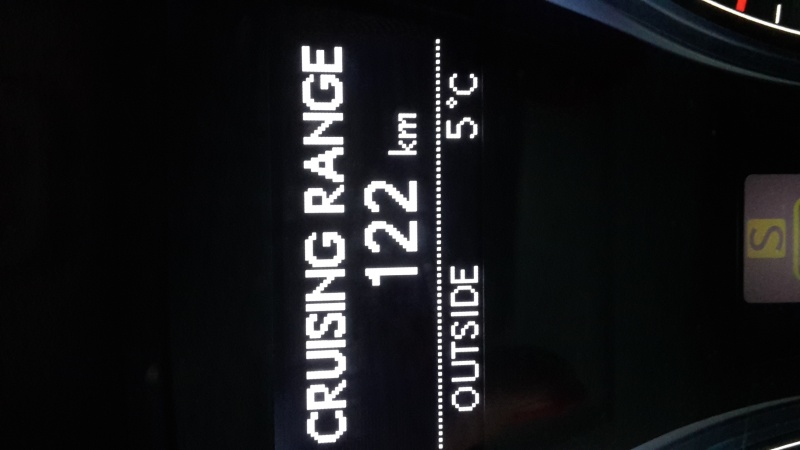 CRUISING RANGE
122 km
OUTSIDE 5°C
S